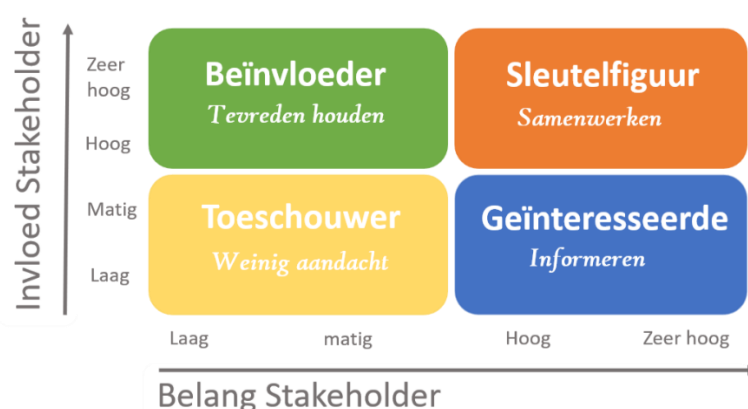 Invloed Stakeholder
Zeer
hoog
Hoog
Matig
Laag
Beïnvloeder
Tevreden houden
Sleutelfiguur
Samenwerken
Toeschouwer
Weinig aandacht
Geïnteresseerde
Informeren
Laag
matig
Hoog
Zeer hoog
Belang Stakeholder